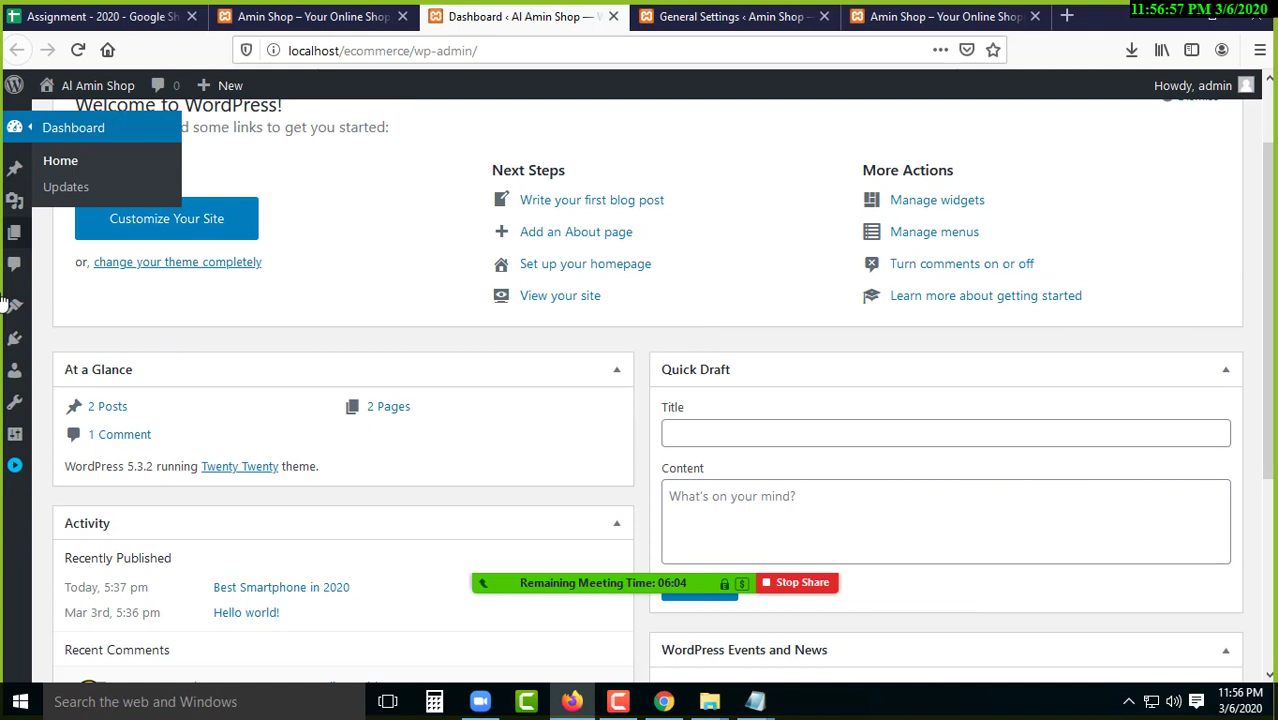 11:56:57 PM 3/6/2020
Assignment - 2020 - Google Sh
Amin Shop – Your Online Shop
Dashboard ‹ Al Amin Shop — W
General Settings ‹ Amin Shop —
Amin Shop – Your Online Shop
localhost/ecommerce/wp-admin/
Al Amin Shop 0 New Howdy, admin
Welcome to WordPress!
Dashboard
d some links to get you started:
Home
Updates
Customize Your Site
or, change your theme completely
Next Steps
Write your first blog post
Add an About page
Set up your homepage
View your site
More Actions
Manage widgets
Manage menus
Turn comments on or off
Learn more about getting started
At a Glance
2 Posts 2 Pages
1 Comment
WordPress 5.3.2 running Twenty Twenty theme.
Quick Draft
Title
Content
What's on your mind?
Activity
Recently Published
Today, 5:37 pm Best Smartphone in 2020
Mar 3rd, 5:36 pm Hello world!
Recent Comments
Remaining Meeting Time: 06:04 $ Stop Share
WordPress Events and News
Search the web and Windows
11:56 PM
3/6/2020